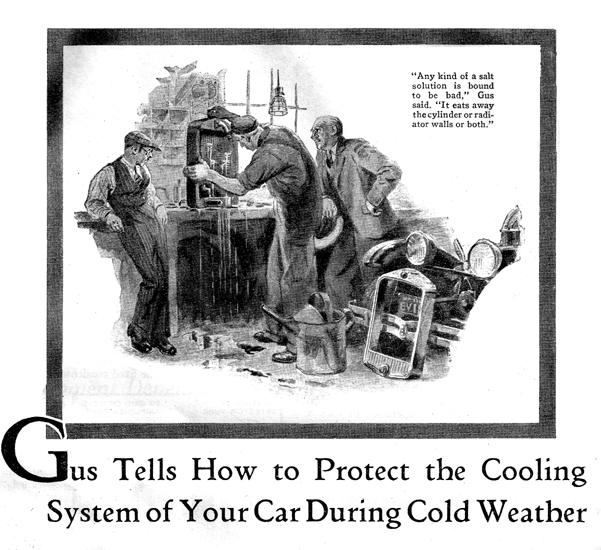 "Any kind of a salt
solution is bound
to be bad," Gus
said. "It eats away
the cylinder or radi-
ator walls or both."
Gus Tells How to Protect the Cooling
System of Your Car During Cold Weather